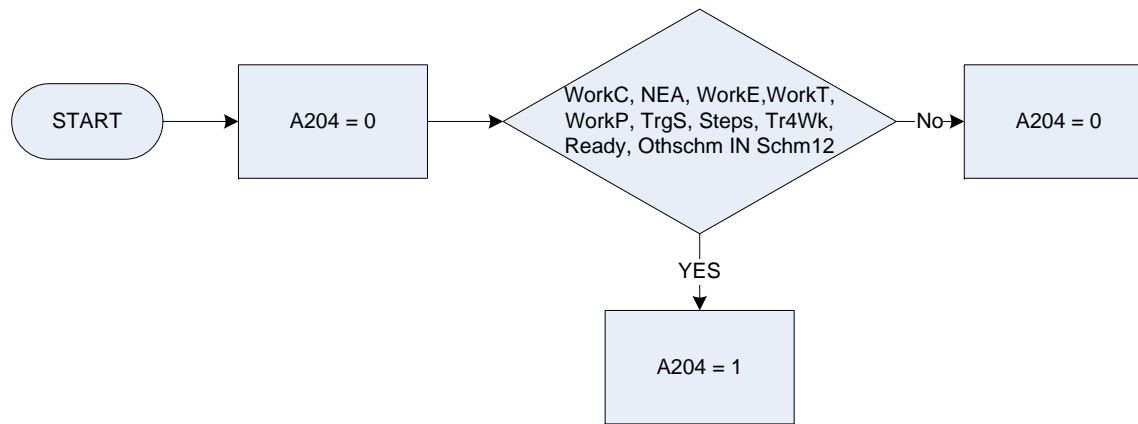 START
A204 = 0
WorkC, NEA, WorkE,WorkT,
WorkP, TrgS, Steps, Tr4Wk,
Ready, Othschm IN Schm12
No
A204 = 0
YES
A204 = 1